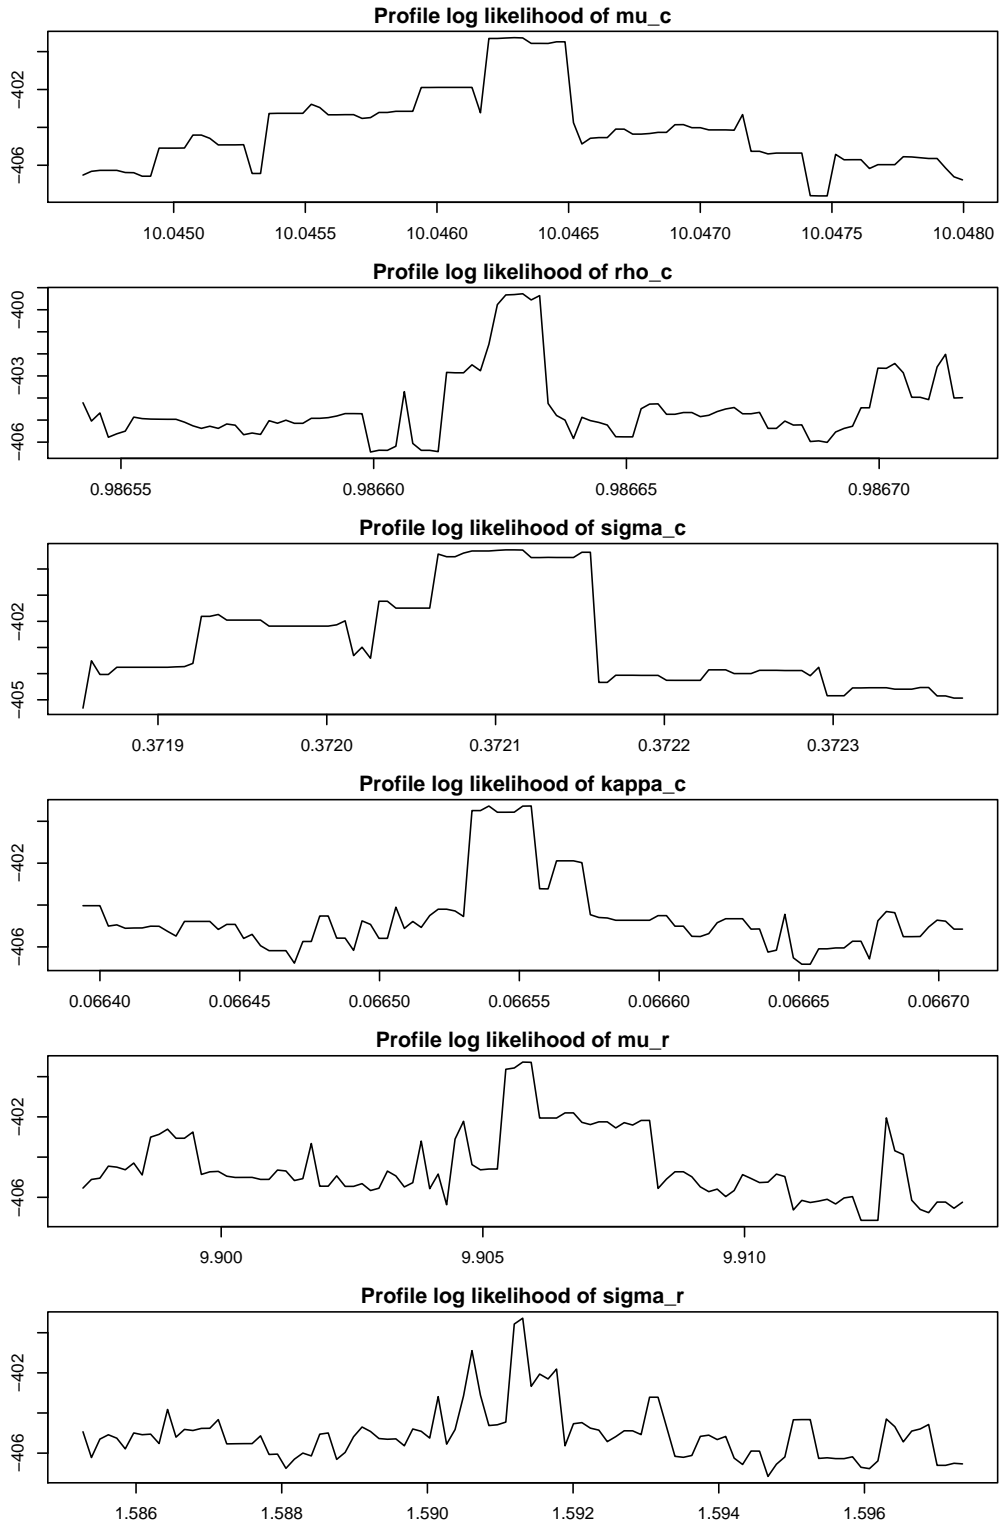 Profile log likelihood of mu_c
−402
−406
10.0450 10.0455 10.0460 10.0465 10.0470 10.0475 10.0480
Profile log likelihood of rho_c
−400
−403
−406
0.98655 0.98660 0.98665 0.98670
Profile log likelihood of sigma_c
−402
−405
0.3719 0.3720 0.3721 0.3722 0.3723
Profile log likelihood of kappa_c
−402
−406
0.06640 0.06645 0.06650 0.06655 0.06660 0.06665 0.06670
Profile log likelihood of mu_r
−402
−406
9.900 9.905 9.910
Profile log likelihood of sigma_r
−402
−406
1.586 1.588 1.590 1.592 1.594 1.596